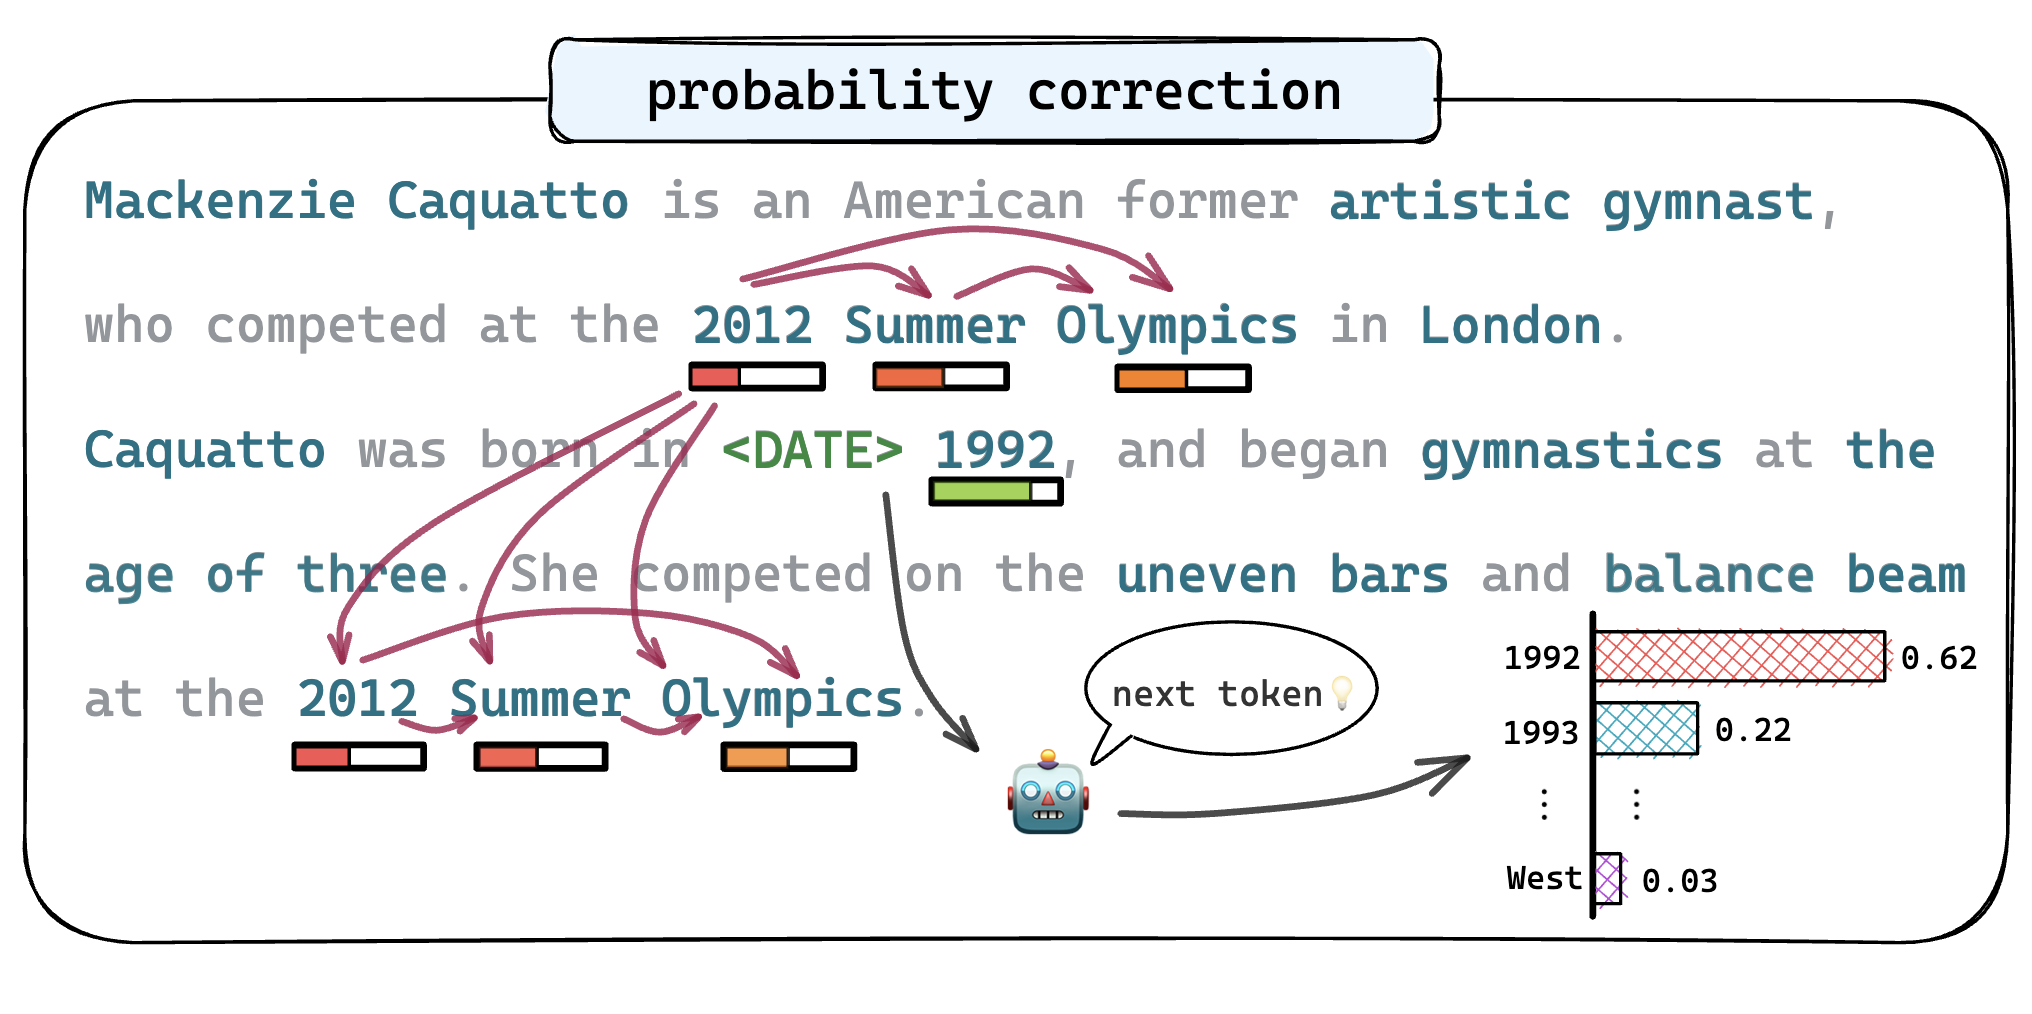 probability correction
Mackenzie Caquatto is an American former artistic gymnast,
who competed at the 2012 Summer Olympics in London.
Caquatto was born in <DATE> 1992, and began gymnastics at the
age of three. She competed on the uneven bars and balance beam
at the 2012 Summer Olympics.
next token
1992 0.62
1993 0.22
⋮ ⋮
West 0.03